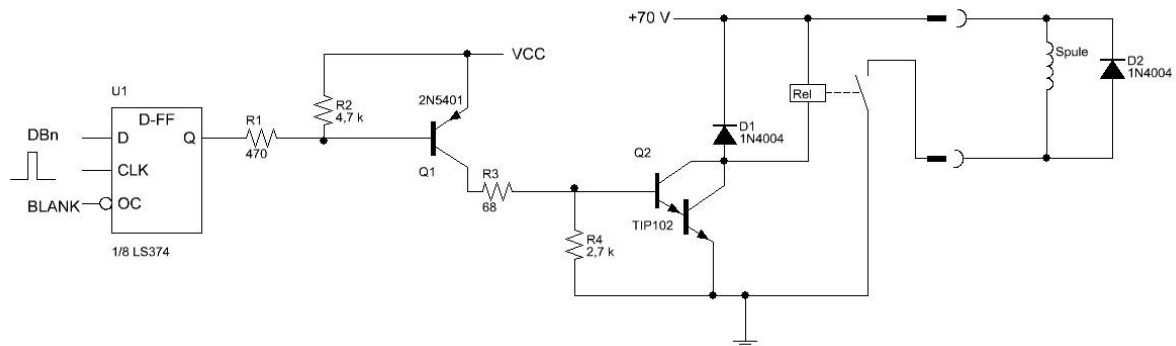 +70 V
Spule
D2
1N4004
Rel
VCC
U1
2N5401
R2
4,7 k
D-FF
DBn
D
Q
R1
470
D1
1N4004
Q2
CLK
Q1
R3
68
BLANK
OC
TIP102
R4
2,7 k
1/8 LS374